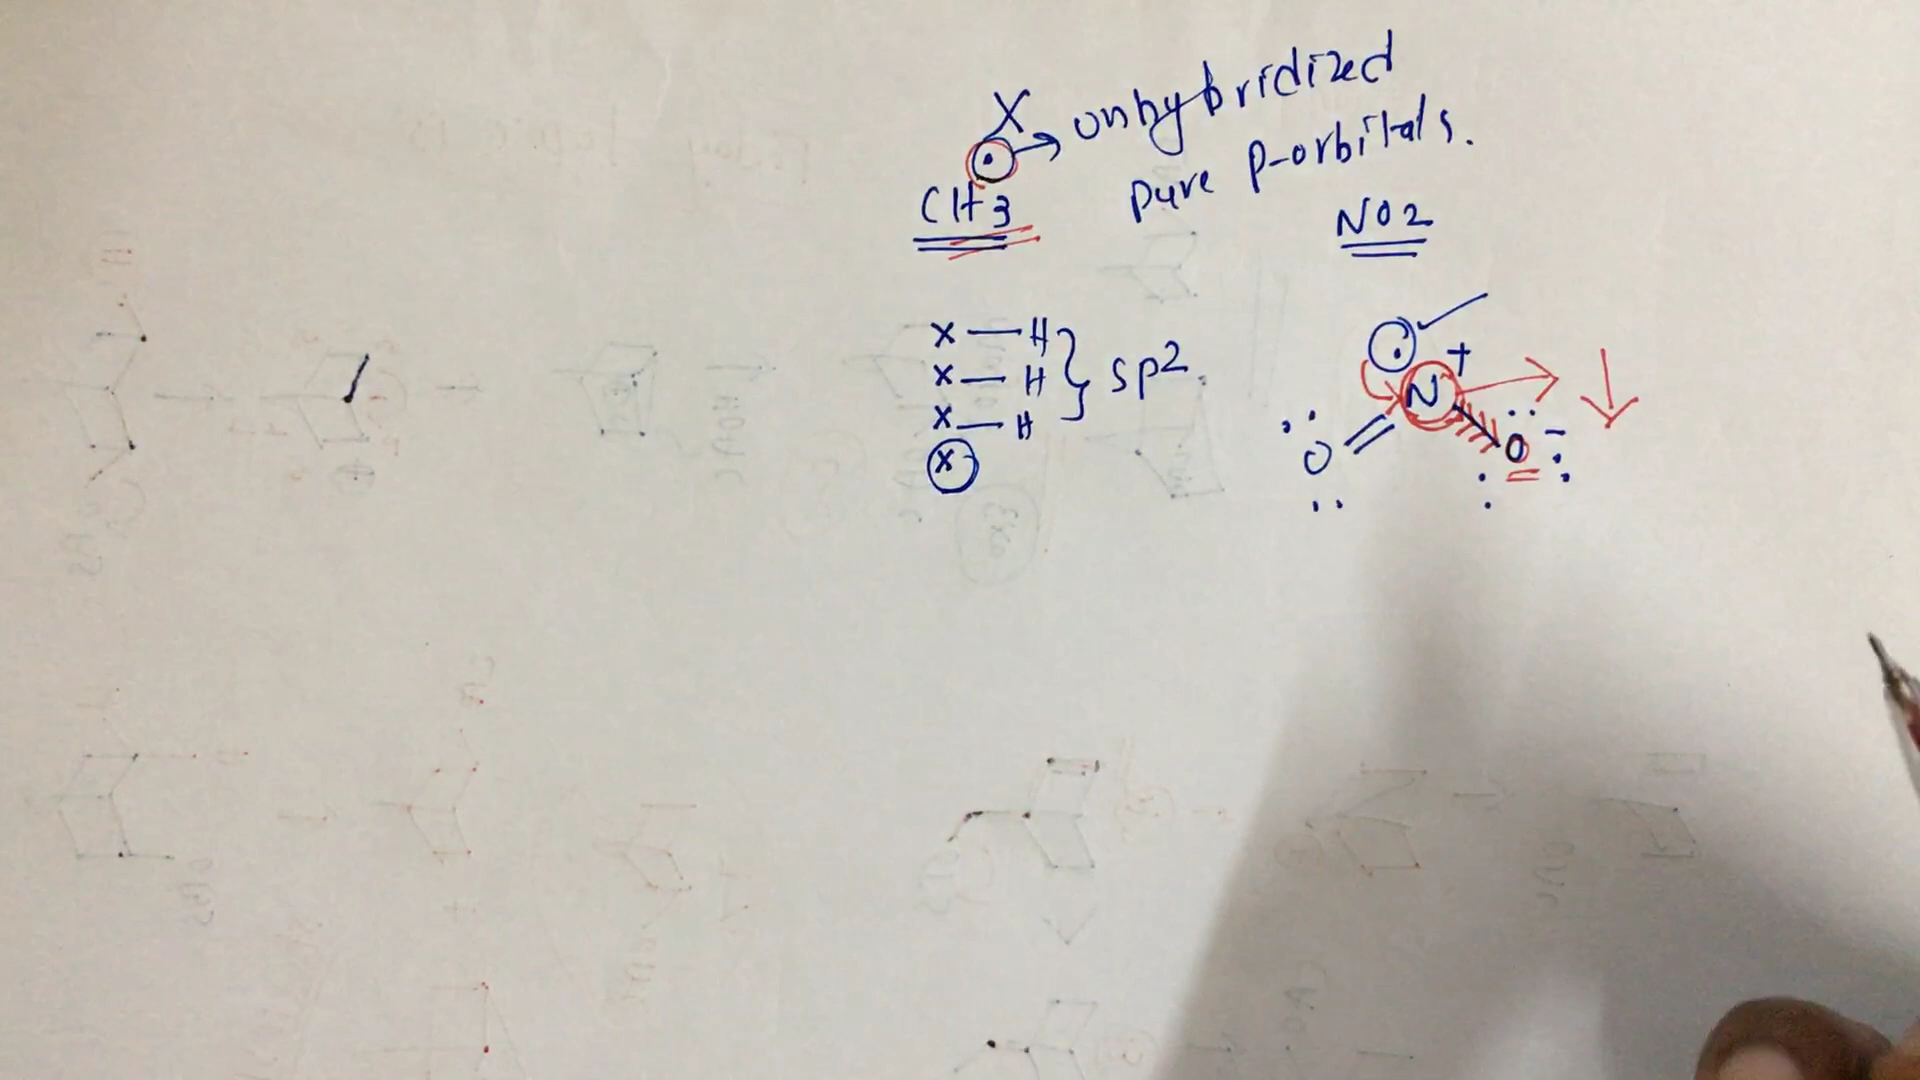 X
unhybridized
pure p-orbitals.
CH3
NO2
X — H
X — H } sp2.
X — H
X
N +
O
O -